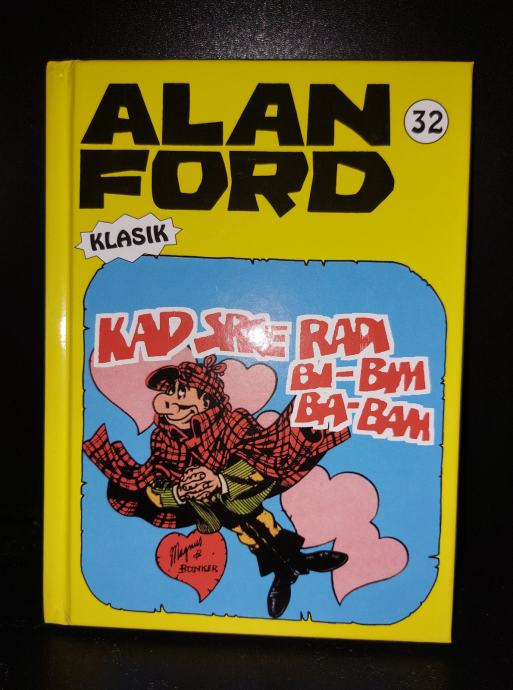 ALAN
FORD
32
KLASIK
KAD SRCE RADI
BI-BIM
BA-BAM
Magnus
&
BUNKER